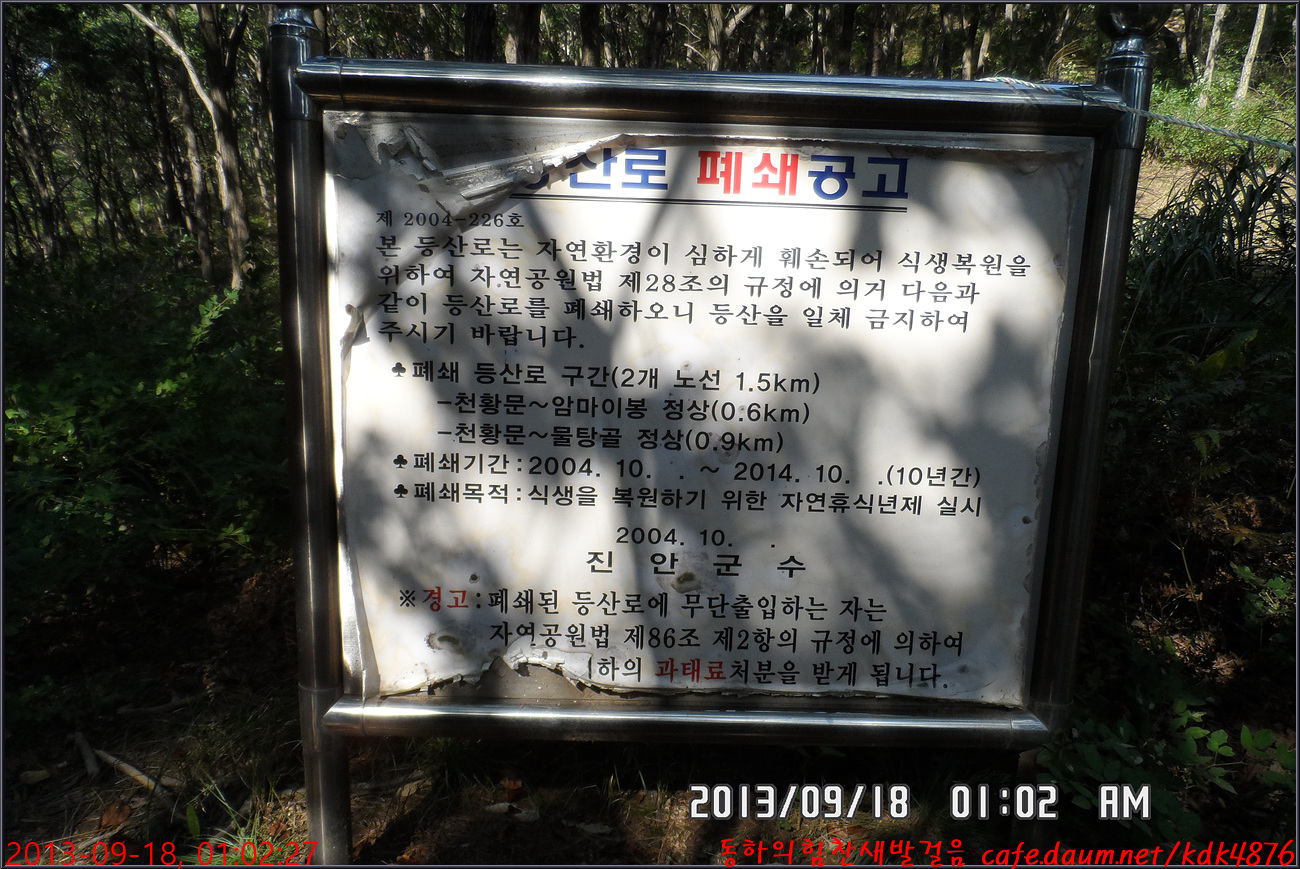 등산로 폐쇄공고
제 2004-226호
본 등산로는 자연환경이 심하게 훼손되어 식생복원을
위하여 자연공원법 제28조의 규정에 의거 다음과
같이 등산로를 폐쇄하오니 등산을 일체 금지하여
주시기 바랍니다.
♣폐쇄 등산로 구간(2개 노선 1.5km)
-천황문~암마이봉 정상(0.6km)
-천황문~물탕골 정상(0.9km)
♣폐쇄기간:2004. 10. . ~ 2014. 10. .(10년간)
♣폐쇄목적:식생을 복원하기 위한 자연휴식년제 실시
2004. 10. .
진 안 군 수
※경고:폐쇄된 등산로에 무단출입하는 자는
자연공원법 제86조 제2항의 규정에 의하여
하의 과태료처분을 받게 됩니다.
2013/09/18 01:02 AM
2013-09-18, 01:02:27
동하의힘찬새발걸음 cafe.daum.net/kdk4876